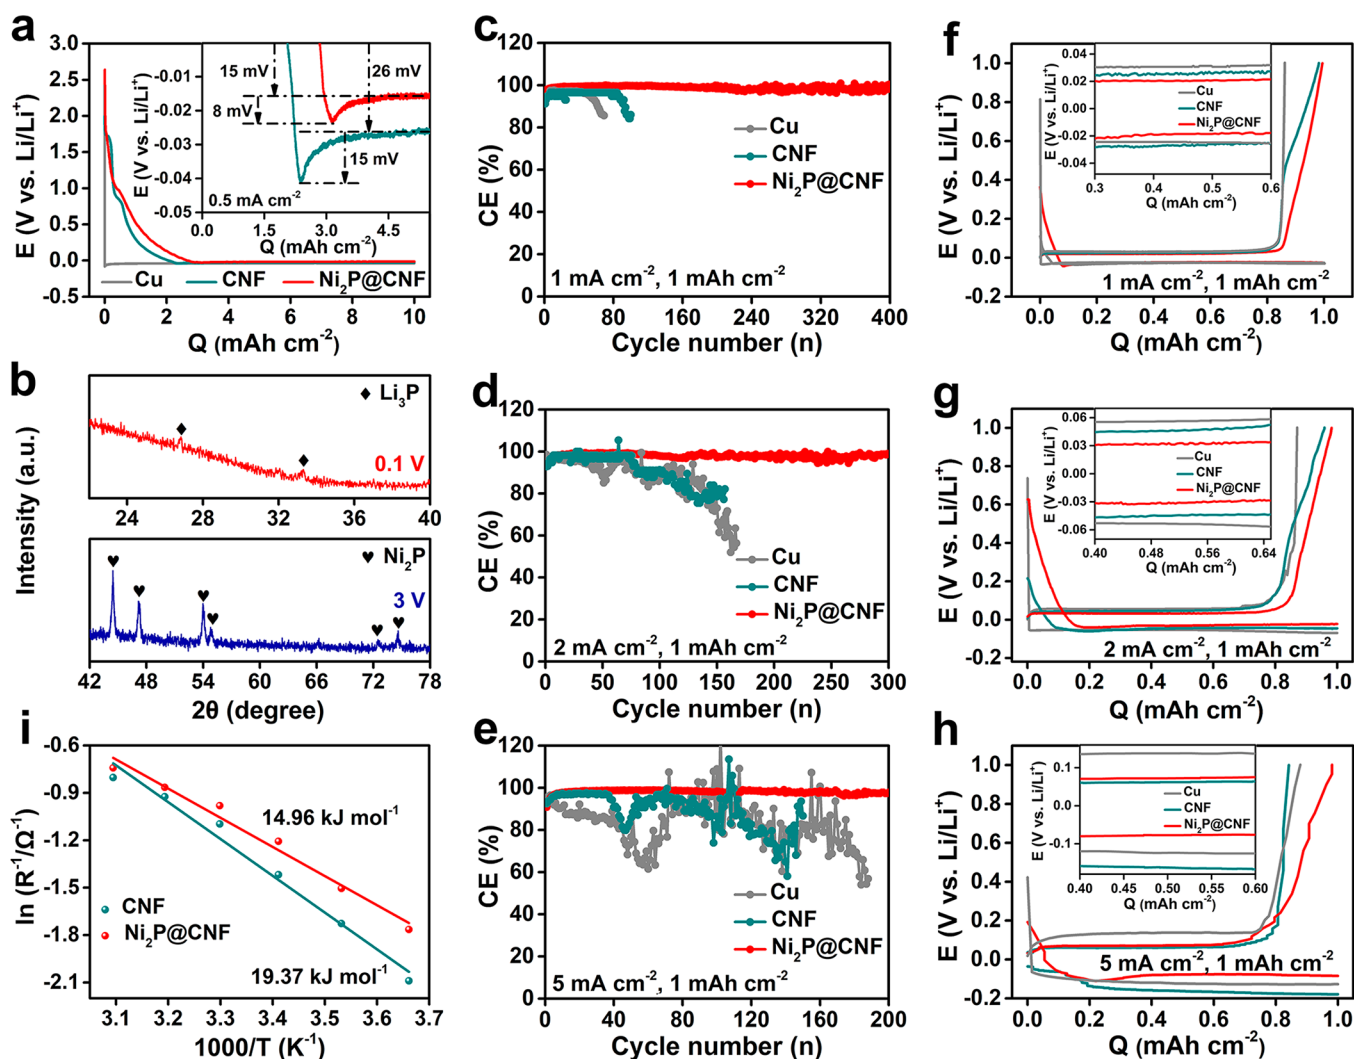 a
E (V vs. Li/Li⁺)
3.0
2.5
2.0
1.5
1.0
0.5
0.0
-0.5
0 2 4 6 8 10
Q (mAh cm⁻²)
Cu CNF Ni₂P@CNF
E (V vs. Li/Li⁺)
-0.01
-0.02
-0.03
-0.04
-0.05
15 mV
26 mV
8 mV
15 mV
0.5 mA cm⁻²
0.0 1.5 3.0 4.5
Q (mAh cm⁻²)
b
Intensity (a.u.)
♦ Li₃P
0.1 V
24 28 32 36 40
♥ Ni₂P
3 V
42 48 54 60 66 72 78
2θ (degree)
i
ln (R⁻¹/Ω⁻¹)
-0.6
-0.9
-1.2
-1.5
-1.8
-2.1
14.96 kJ mol⁻¹
CNF
Ni₂P@CNF
19.37 kJ mol⁻¹
3.1 3.2 3.3 3.4 3.5 3.6 3.7
1000/T (K⁻¹)
c
CE (%)
120
100
80
60
40
20
0
Cu
CNF
Ni₂P@CNF
1 mA cm⁻², 1 mAh cm⁻²
0 80 160 240 320 400
Cycle number (n)
d
CE (%)
120
100
80
60
40
20
0
Cu
CNF
Ni₂P@CNF
2 mA cm⁻², 1 mAh cm⁻²
0 50 100 150 200 250 300
Cycle number (n)
e
CE (%)
120
100
80
60
40
20
0
Cu
CNF
Ni₂P@CNF
5 mA cm⁻², 1 mAh cm⁻²
0 40 80 120 160 200
Cycle number (n)
f
E (V vs. Li/Li⁺)
1.0
0.8
0.6
0.4
0.2
0.0
-0.2
E (V vs. Li/Li⁺)
0.04
0.02
0.00
-0.02
-0.04
Cu
CNF
Ni₂P@CNF
0.3 0.4 0.5 0.6
Q (mAh cm⁻²)
1 mA cm⁻², 1 mAh cm⁻²
0.0 0.2 0.4 0.6 0.8 1.0
Q (mAh cm⁻²)
g
E (V vs. Li/Li⁺)
1.0
0.8
0.6
0.4
0.2
0.0
-0.2
E (V vs. Li/Li⁺)
0.06
0.03
0.00
-0.03
-0.06
Cu
CNF
Ni₂P@CNF
0.40 0.48 0.56 0.64
Q (mAh cm⁻²)
2 mA cm⁻², 1 mAh cm⁻²
0.0 0.2 0.4 0.6 0.8 1.0
Q (mAh cm⁻²)
h
E (V vs. Li/Li⁺)
1.0
0.8
0.6
0.4
0.2
0.0
-0.2
E (V vs. Li/Li⁺)
0.1
0.0
-0.1
Cu
CNF
Ni₂P@CNF
0.40 0.45 0.50 0.55 0.60
Q (mAh cm⁻²)
5 mA cm⁻², 1 mAh cm⁻²
0.0 0.2 0.4 0.6 0.8 1.0
Q (mAh cm⁻²)